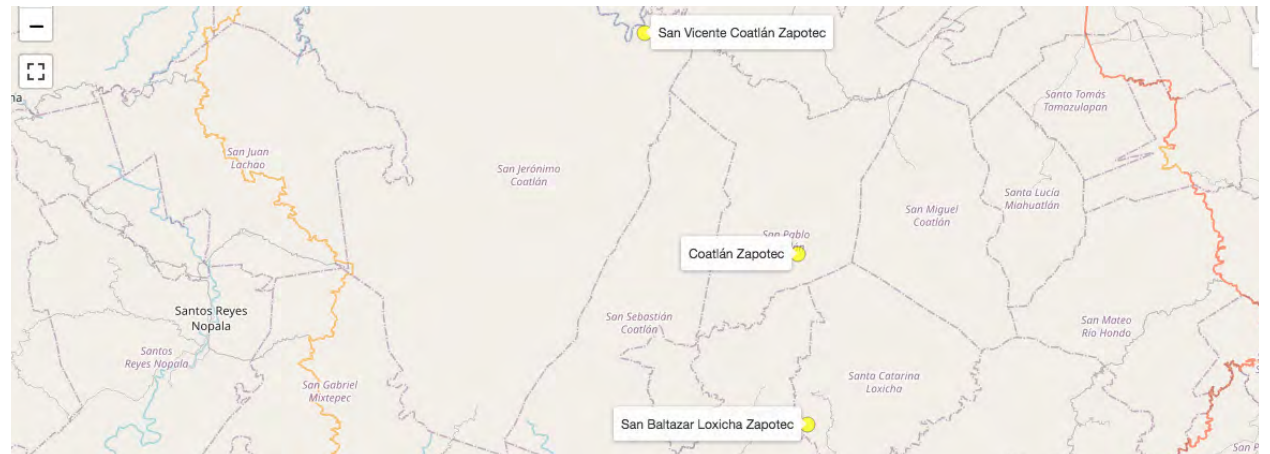 −
San Vicente Coatlán Zapotec
na
Santo Tomás
Tamazulapan
San Juan
Lachao
San Jerónimo
Coatlán
Santa Lucía
Miahuatlán
San Miguel
Coatlán
San Pablo
Coatlán Zapotec
Santos Reyes
Nopala
San Sebastián
Coatlán
San Mateo
Río Hondo
Santos
Reyes Nopala
San Gabriel
Mixtepec
Santa Catarina
Loxicha
San Baltazar Loxicha Zapotec